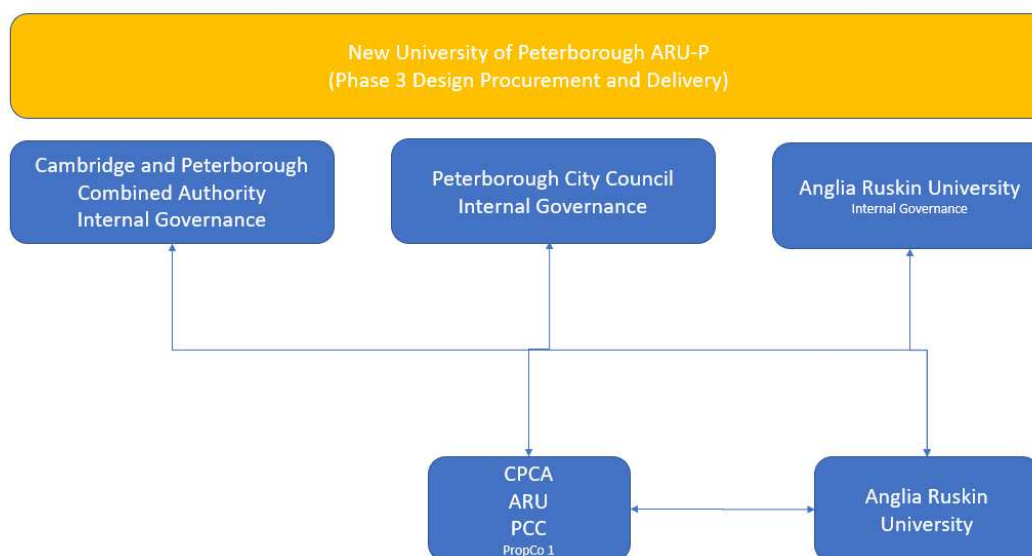 New University of Peterborough ARU-P
(Phase 3 Design Procurement and Delivery)
Cambridge and Peterborough
Combined Authority
Internal Governance
Peterborough City Council
Internal Governance
Anglia Ruskin University
Internal Governance
CPCA
ARU
PCC
PropCo 1
Anglia Ruskin
University